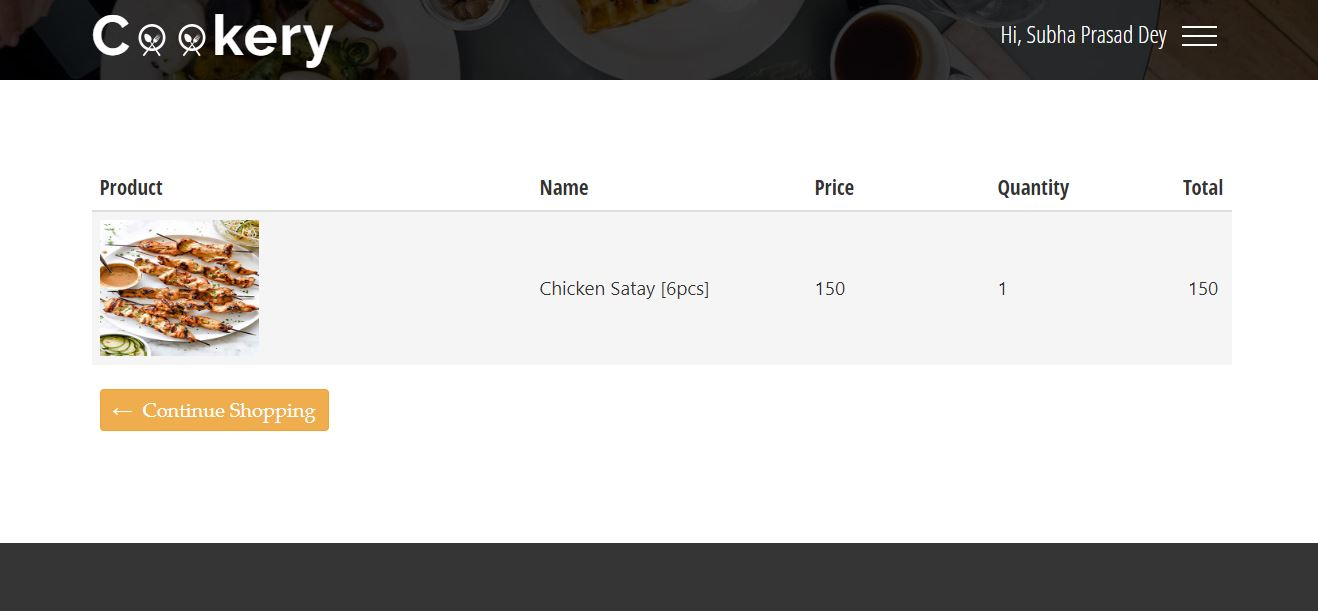 Cookery
Hi, Subha Prasad Dey
Product Name Price Quantity Total
Chicken Satay [6pcs] 150 1 150
← Continue Shopping